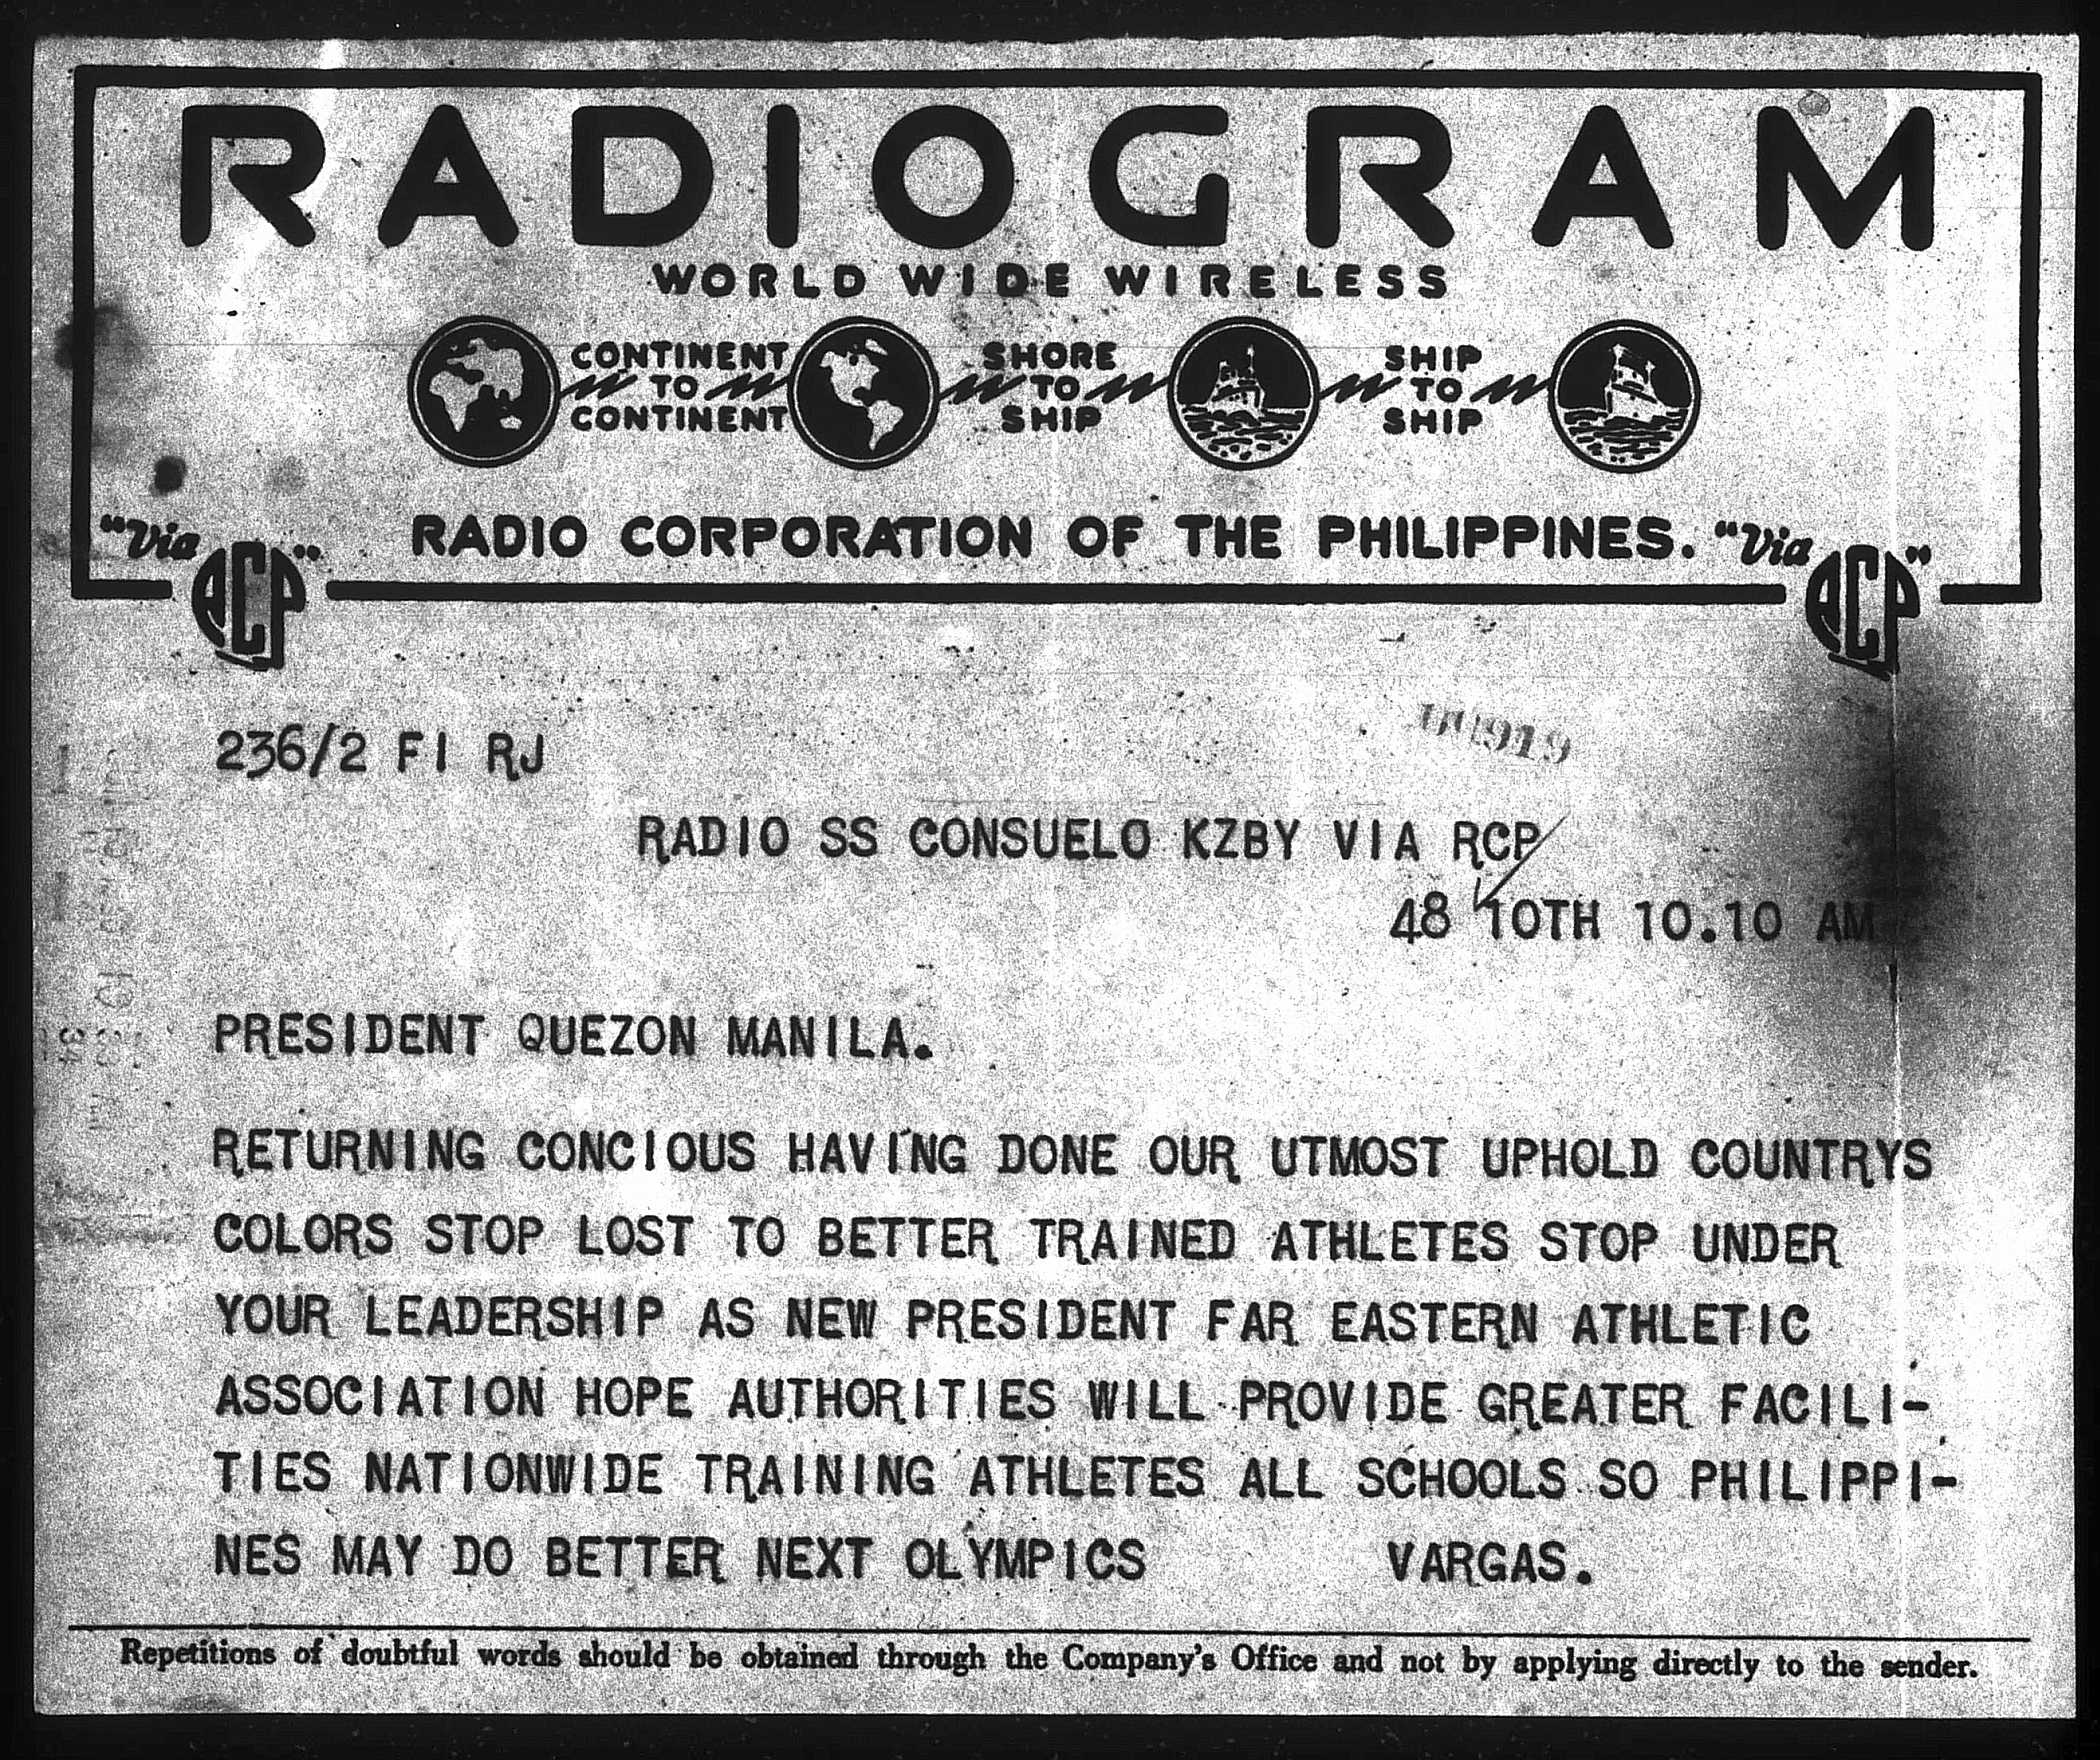 RADIOGRAM
WORLD WIDE WIRELESS
CONTINENT TO CONTINENT
SHORE TO SHIP
SHIP TO SHIP
"Via RCP" RADIO CORPORATION OF THE PHILIPPINES. "Via RCP"
236/2 FI RJ
RADIO SS CONSUELO KZBY VIA RCP
48 10TH 10.10 AM
PRESIDENT QUEZON MANILA.
RETURNING CONCIOUS HAVING DONE OUR UTMOST UPHOLD COUNTRYS
COLORS STOP LOST TO BETTER TRAINED ATHLETES STOP UNDER
YOUR LEADERSHIP AS NEW PRESIDENT FAR EASTERN ATHLETIC
ASSOCIATION HOPE AUTHORITIES WILL PROVIDE GREATER FACILI-
TIES NATIONWIDE TRAINING ATHLETES ALL SCHOOLS SO PHILIPPI-
NES MAY DO BETTER NEXT OLYMPICS VARGAS.
Repetitions of doubtful words should be obtained through the Company's Office and not by applying directly to the sender.